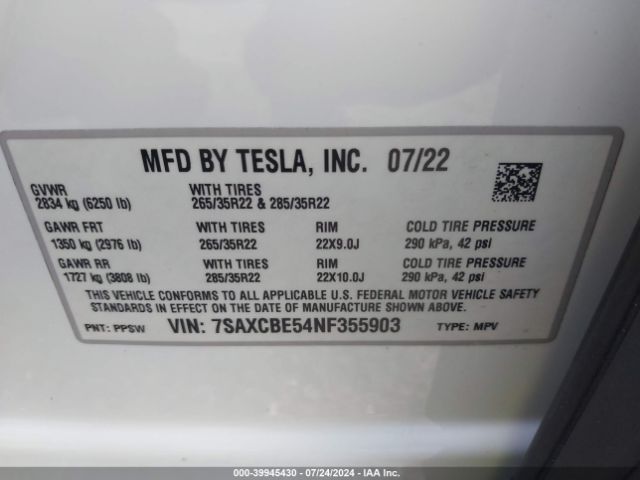 MFD BY TESLA, INC. 07/22
GVWR WITH TIRES
2834 kg (6250 lb) 265/35R22 & 285/35R22
GAWR FRT WITH TIRES RIM COLD TIRE PRESSURE
1350 kg (2976 lb) 265/35R22 22X9.0J 290 kPa, 42 psi
GAWR RR WITH TIRES RIM COLD TIRE PRESSURE
1727 kg (3808 lb) 285/35R22 22X10.0J 290 kPa, 42 psi
THIS VEHICLE CONFORMS TO ALL APPLICABLE U.S. FEDERAL MOTOR VEHICLE SAFETY
STANDARDS IN EFFECT ON THE DATE OF MANUFACTURE SHOWN ABOVE.
PNT: PPSW VIN: 7SAXCBE54NF355903 TYPE: MPV
000-39945430 - 07/24/2024 - IAA Inc.